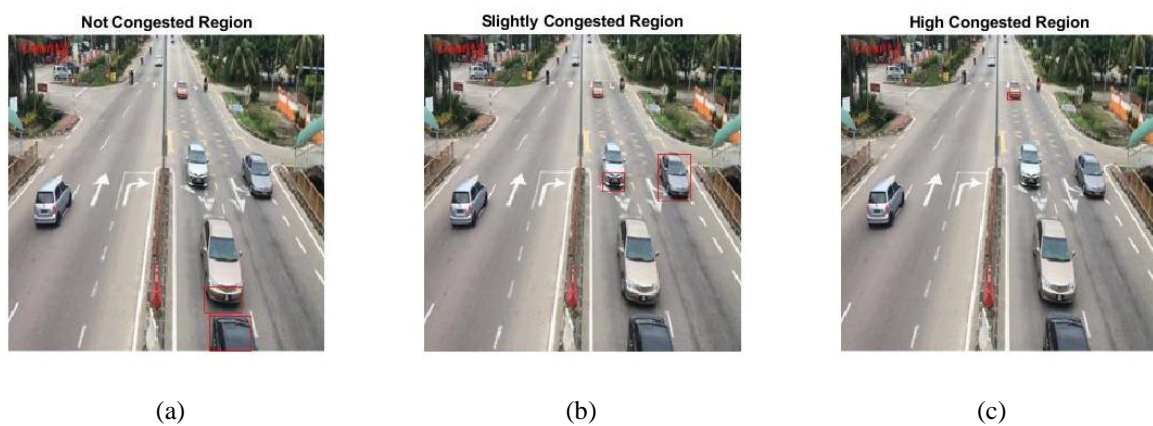 Not Congested Region
Slightly Congested Region
High Congested Region
(a)
(b)
(c)